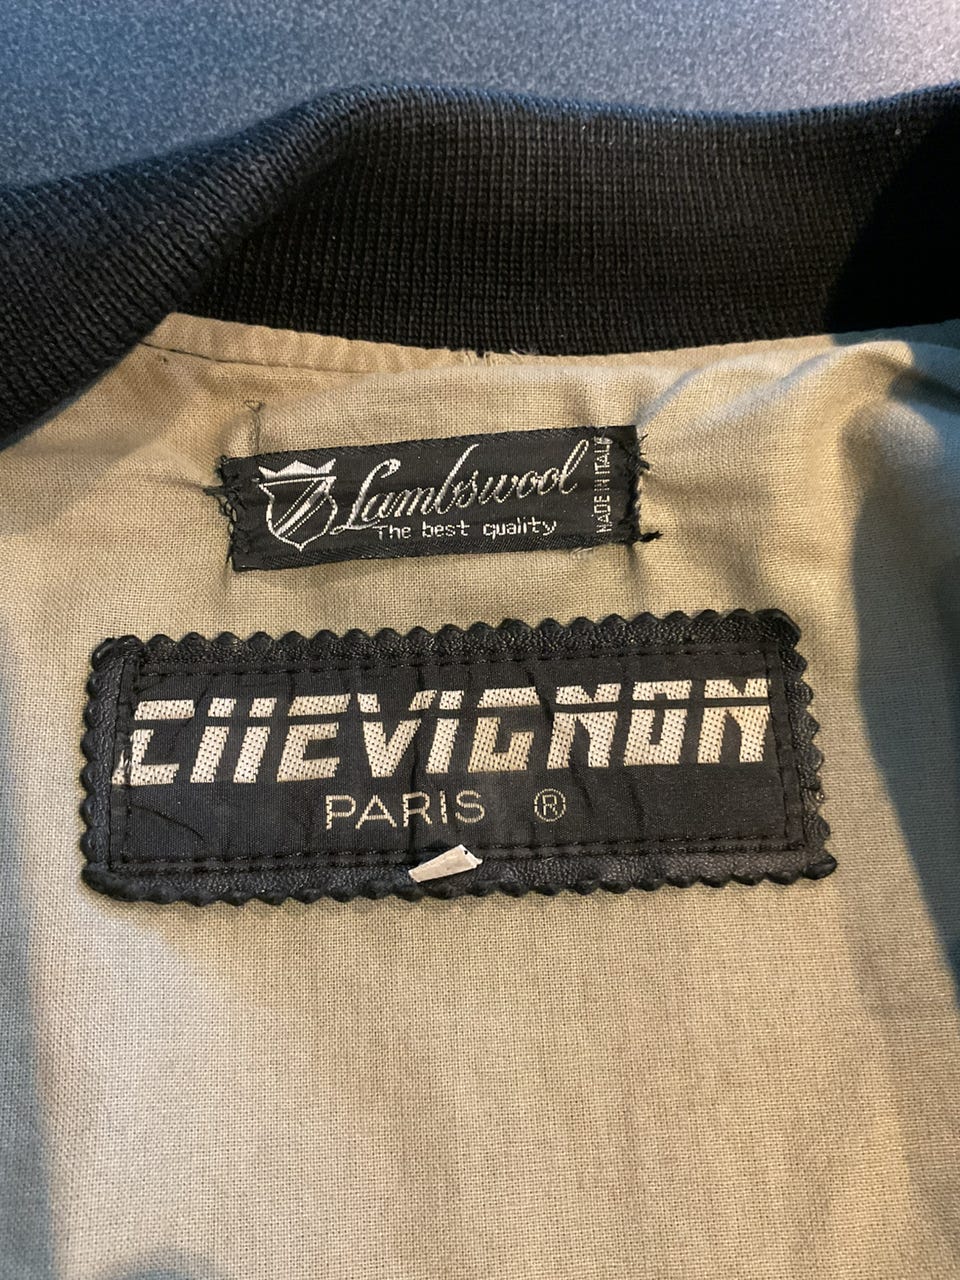 Lambswool
The best quality
MADE IN ITALY
CHEVIGNON
PARIS ®